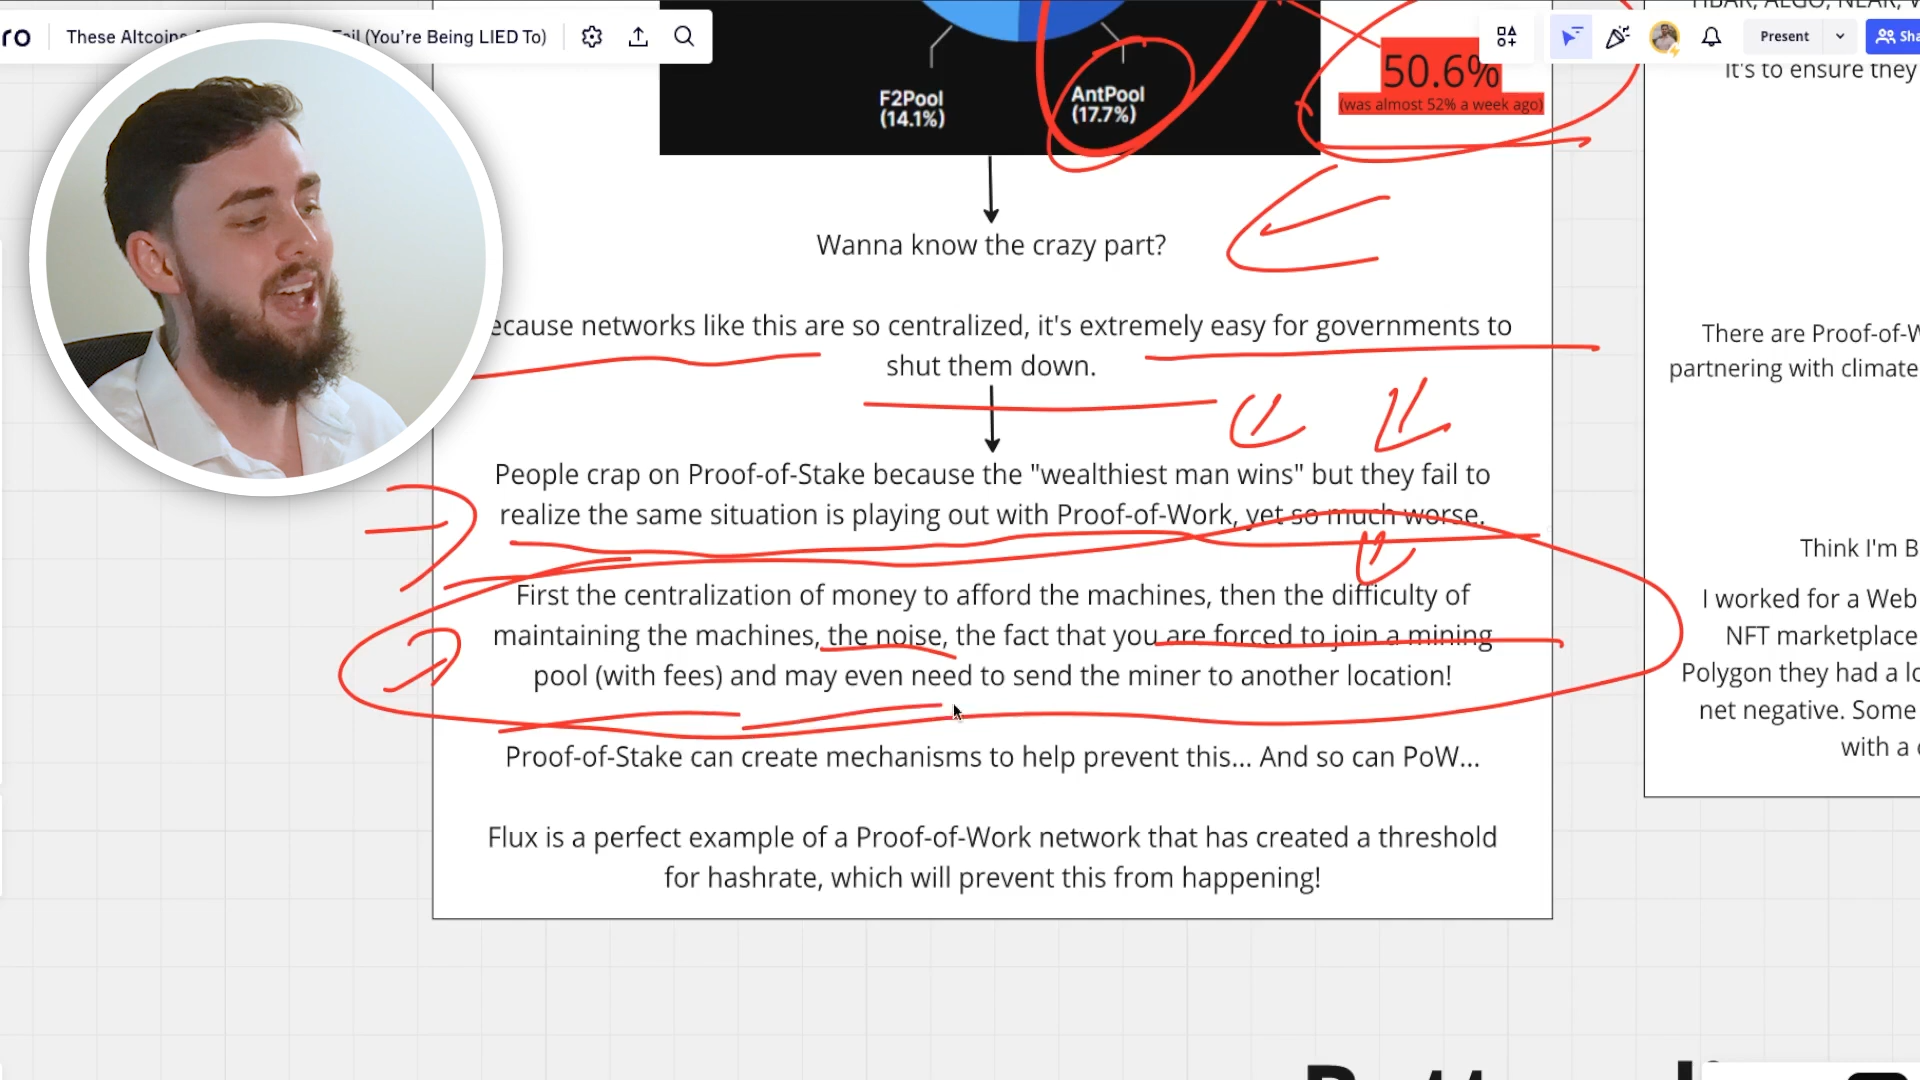 ro
These Altcoins
Fail (You're Being LIED To)
Present
Sha
HBAR, ALGO, NEAR,
50.6%
(was almost 52% a week ago)
It's to ensure they
F2Pool
(14.1%)
AntPool
(17.7%)
Wanna know the crazy part?
ecause networks like this are so centralized, it's extremely easy for governments to
shut them down.
People crap on Proof-of-Stake because the "wealthiest man wins" but they fail to
realize the same situation is playing out with Proof-of-Work, yet so much worse.
First the centralization of money to afford the machines, then the difficulty of
maintaining the machines, the noise, the fact that you are forced to join a mining
pool (with fees) and may even need to send the miner to another location!
Proof-of-Stake can create mechanisms to help prevent this... And so can PoW...
Flux is a perfect example of a Proof-of-Work network that has created a threshold
for hashrate, which will prevent this from happening!
There are Proof-of-W
partnering with climate
Think I'm B
I worked for a Web
NFT marketplace
Polygon they had a lo
net negative. Some
with a c